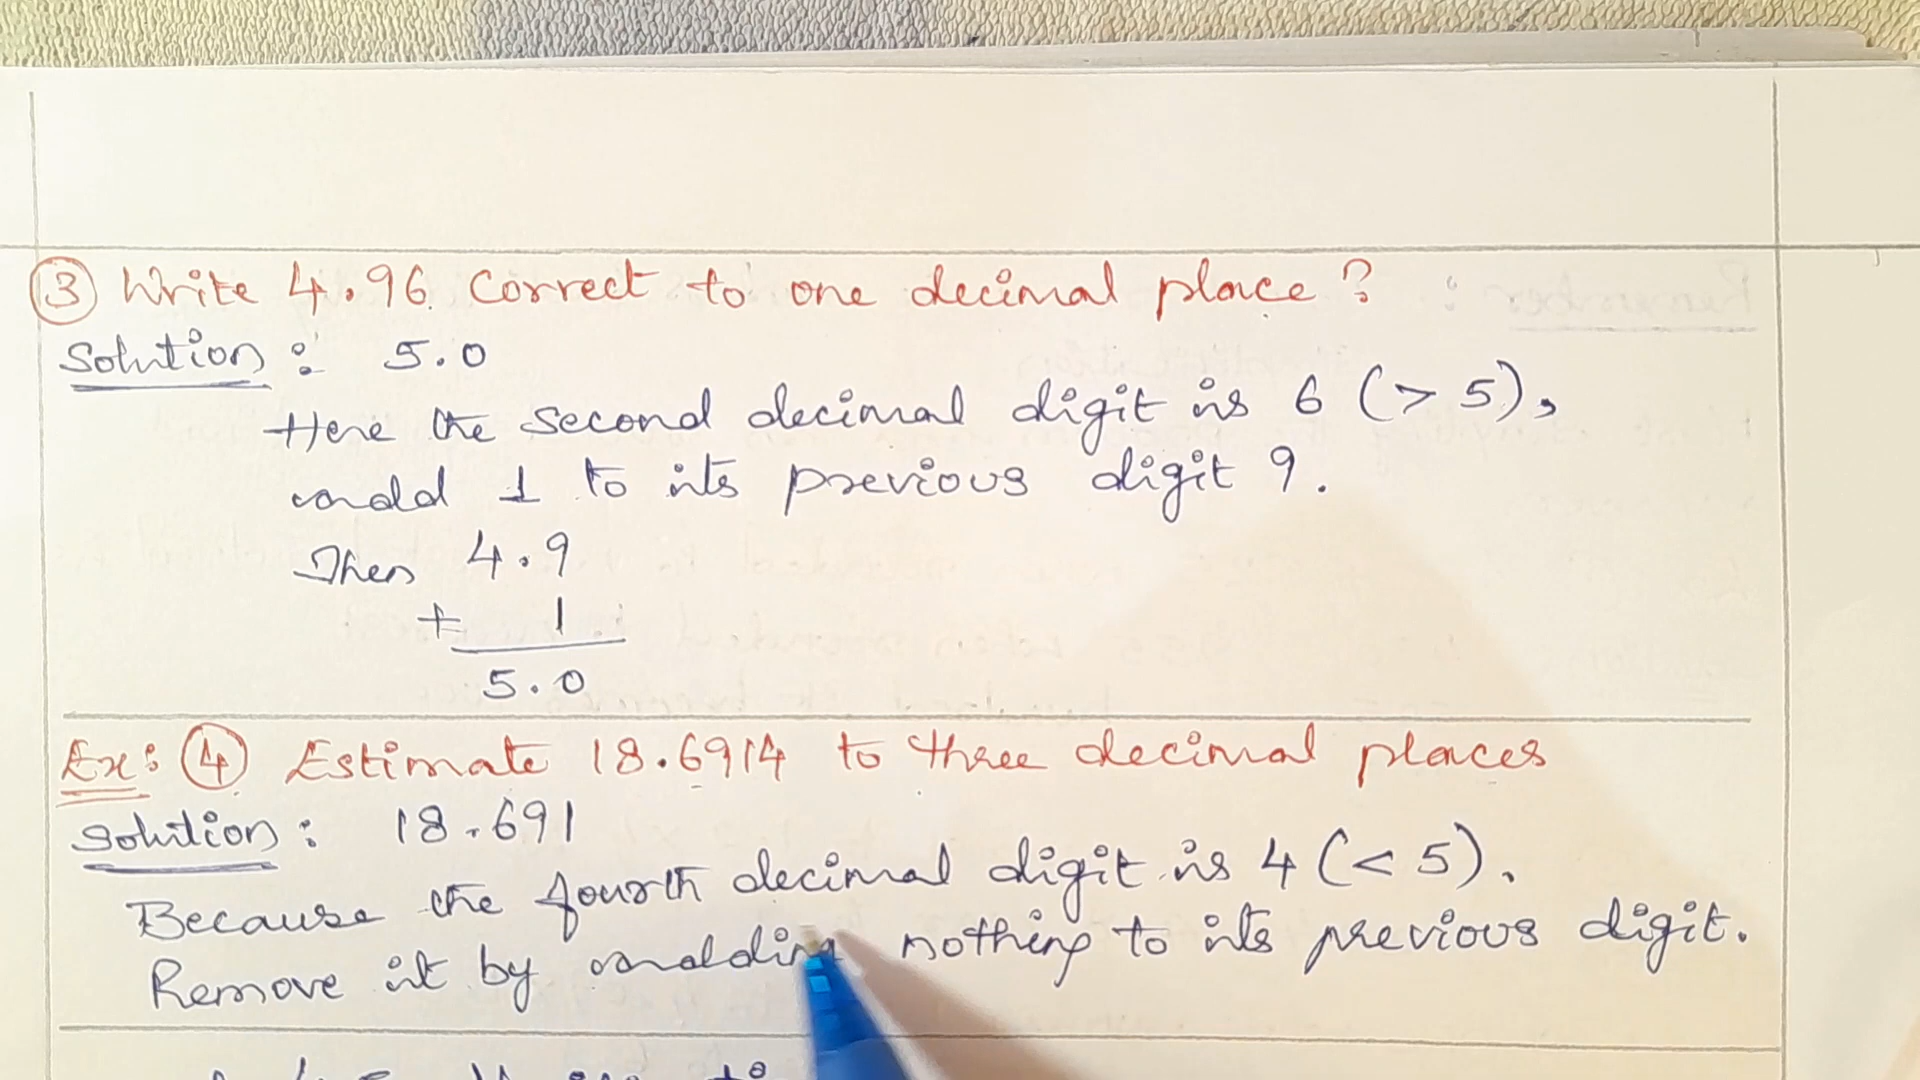 ③ Write 4.96 correct to one decimal place?
Solution: 5.0
Here the second decimal digit is 6 (> 5),
add 1 to its previous digit 9.
Then 4.9
+ 1
5.0
Ex: ④ Estimate 18.6914 to three decimal places
Solution: 18.691
Because the fourth decimal digit is 4 (< 5).
Remove it by adding nothing to its previous digit.